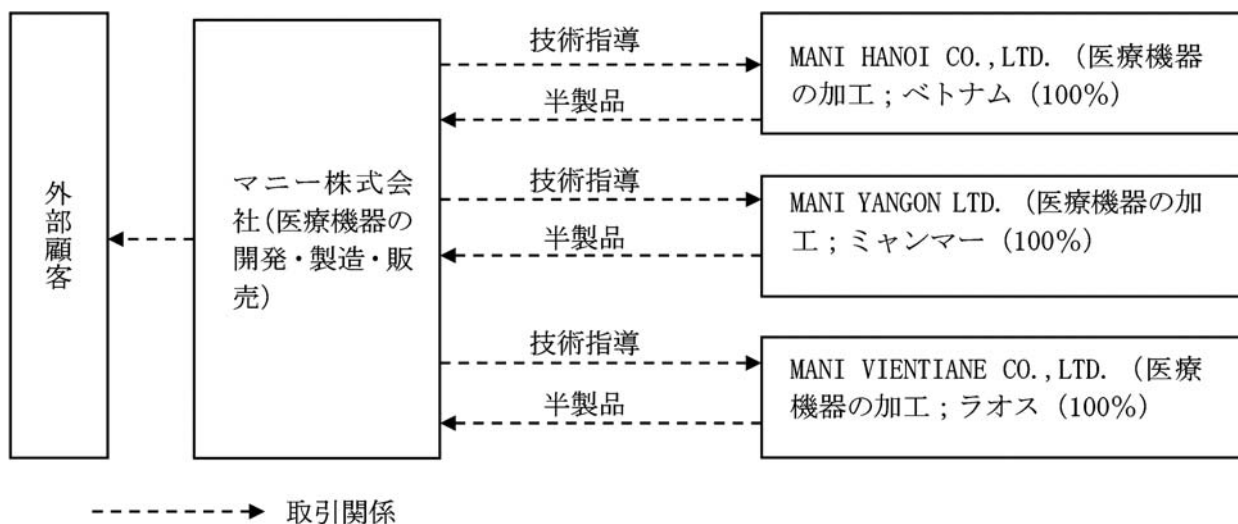 外部顧客
マニー株式会
社(医療機器の
開発・製造・販
売)
技術指導
半製品
MANI HANOI CO.,LTD. (医療機器
の加工;ベトナム (100%)
技術指導
半製品
MANI YANGON LTD. (医療機器の加
工;ミャンマー (100%)
技術指導
半製品
MANI VIENTIANE CO.,LTD. (医療
機器の加工;ラオス (100%)
取引関係